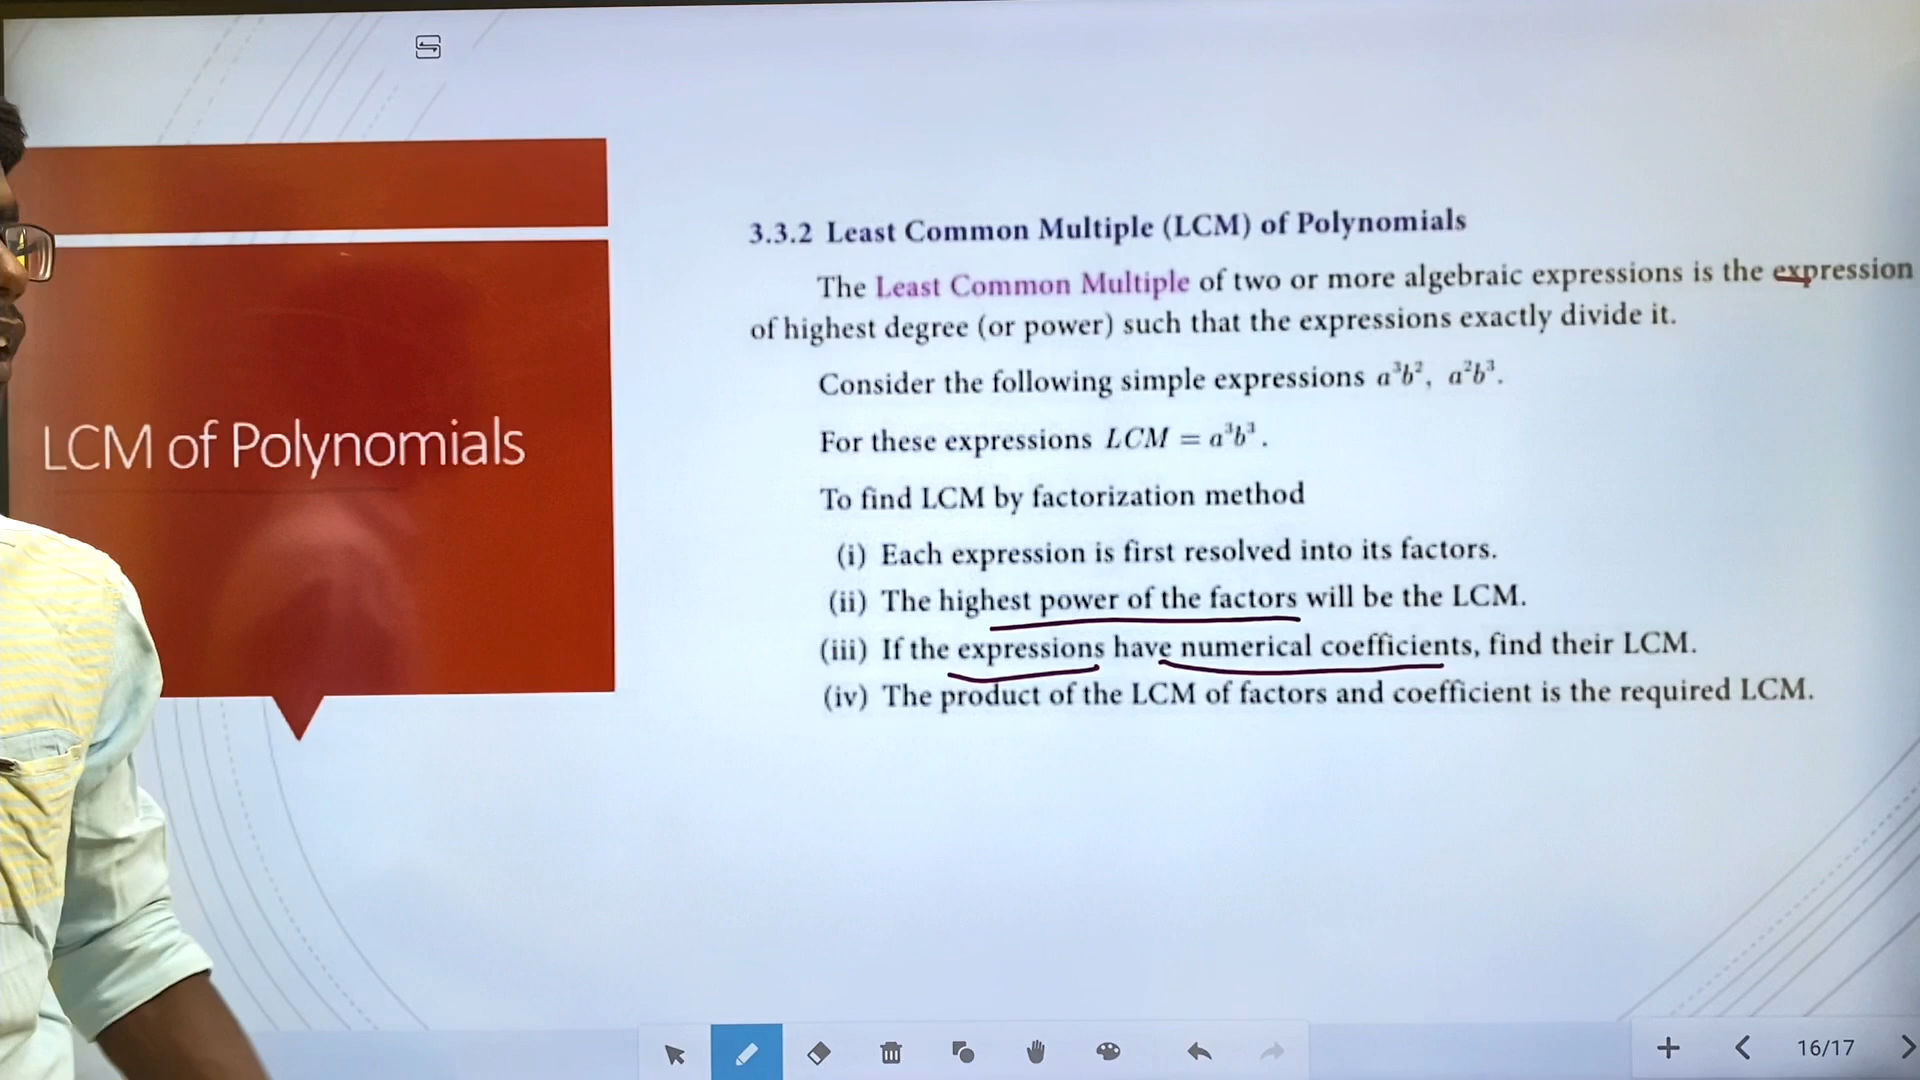 LCM of Polynomials
3.3.2 Least Common Multiple (LCM) of Polynomials
The Least Common Multiple of two or more algebraic expressions is the expression
of highest degree (or power) such that the expressions exactly divide it.
Consider the following simple expressions a³b², a²b³.
For these expressions LCM = a³b³.
To find LCM by factorization method
(i) Each expression is first resolved into its factors.
(ii) The highest power of the factors will be the LCM.
(iii) If the expressions have numerical coefficients, find their LCM.
(iv) The product of the LCM of factors and coefficient is the required LCM.
16/17